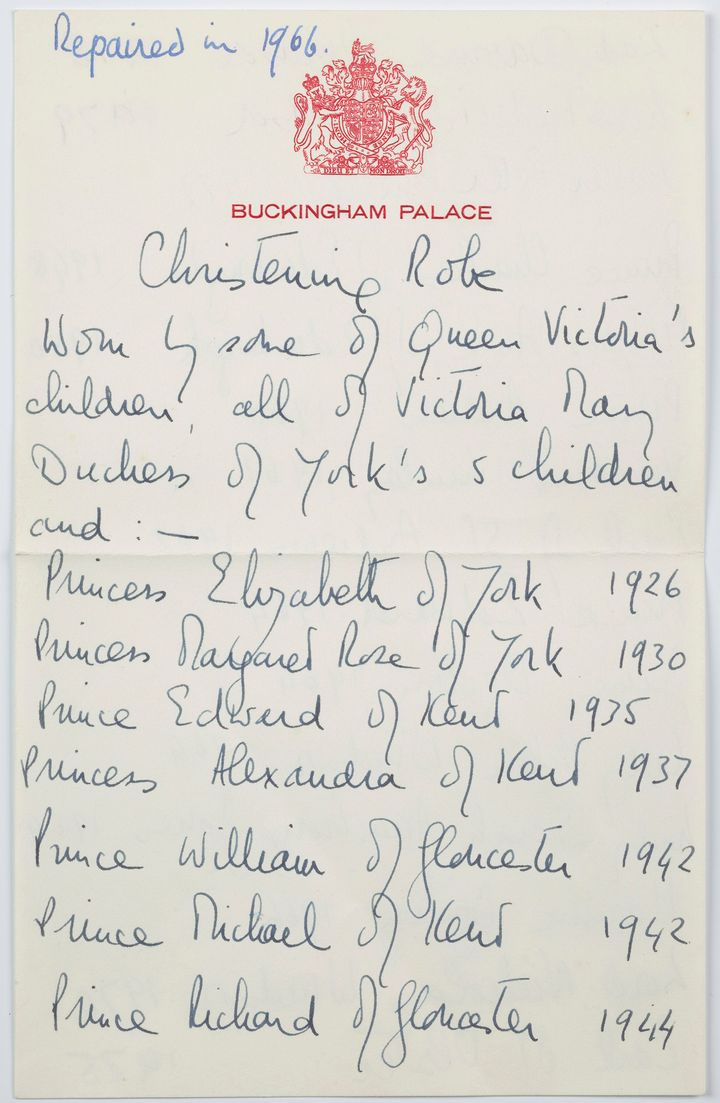 Repaired in 1966.
DIEU ET MON DROIT
BUCKINGHAM PALACE
Christening Robe
Worn by some of Queen Victoria's
children, all of Victoria Mary
Duchess of York's 5 children
and : —
Princess Elizabeth of York 1926
Princess Margaret Rose of York 1930
Prince Edward of Kent 1935
Princess Alexandra of Kent 1937
Prince William of Gloucester 1942
Prince Michael of Kent 1942
Prince Richard of Gloucester 1944